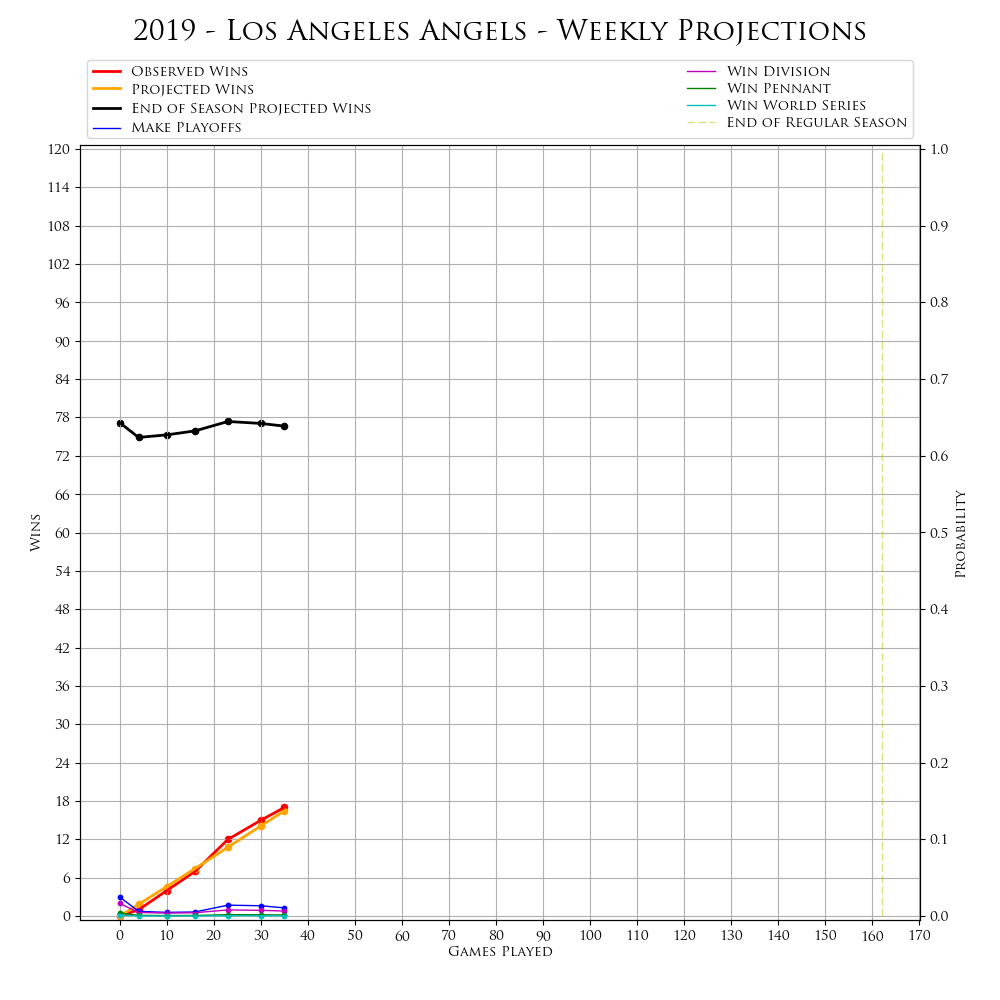 2019 - Los Angeles Angels - Weekly Projections
Observed Wins
Projected Wins
End of Season Projected Wins
Make Playoffs
Win Division
Win Pennant
Win World Series
End of Regular Season
120
114
108
102
96
90
84
78
72
66
60
54
48
42
36
30
24
18
12
6
0
Wins
1.0
0.9
0.8
0.7
0.6
0.5
0.4
0.3
0.2
0.1
0.0
Probability
0 10 20 30 40 50 60 70 80 90 100 110 120 130 140 150 160 170
Games Played